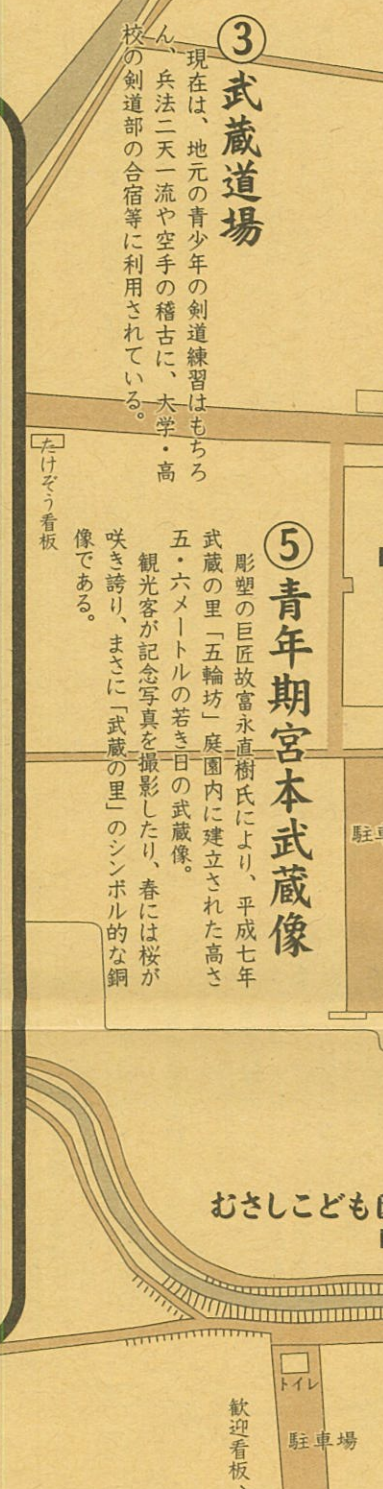 ③武蔵道場
現在は、地元の青少年の剣道練習はもちろ
ん、兵法二天一流や空手の稽古に、大学・高
校の剣道部の合宿等に利用されている。
たけぞう看板
⑤青年期宮本武蔵像
彫塑の巨匠故富永直樹氏により、平成七年
武蔵の里「五輪坊」庭園内に建立された高さ
五・六メートルの若き日の武蔵像。
観光客が記念写真を撮影したり、春には桜が
咲き誇り、まさに「武蔵の里」のシンボル的な銅
像である。
駐車
むさしこども
トイレ
駐車場
歓迎看板